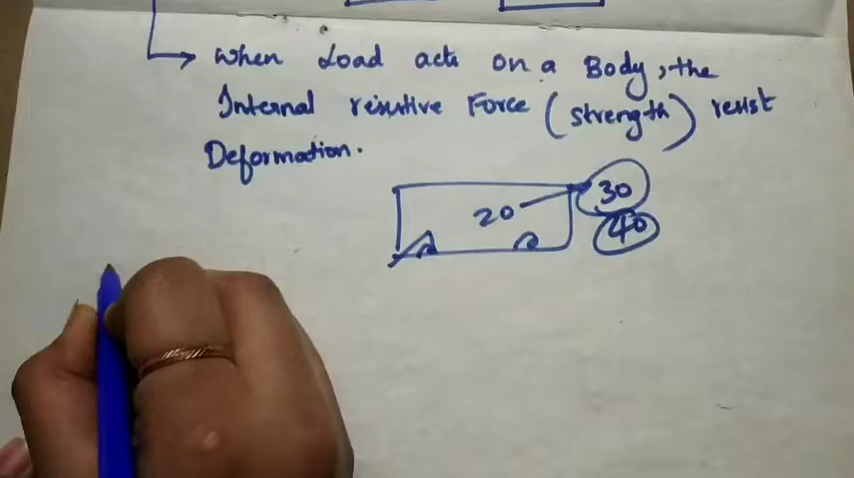 When Load acts on a Body, the
Internal resistive Force (strength) resist
Deformation.
30
20
40